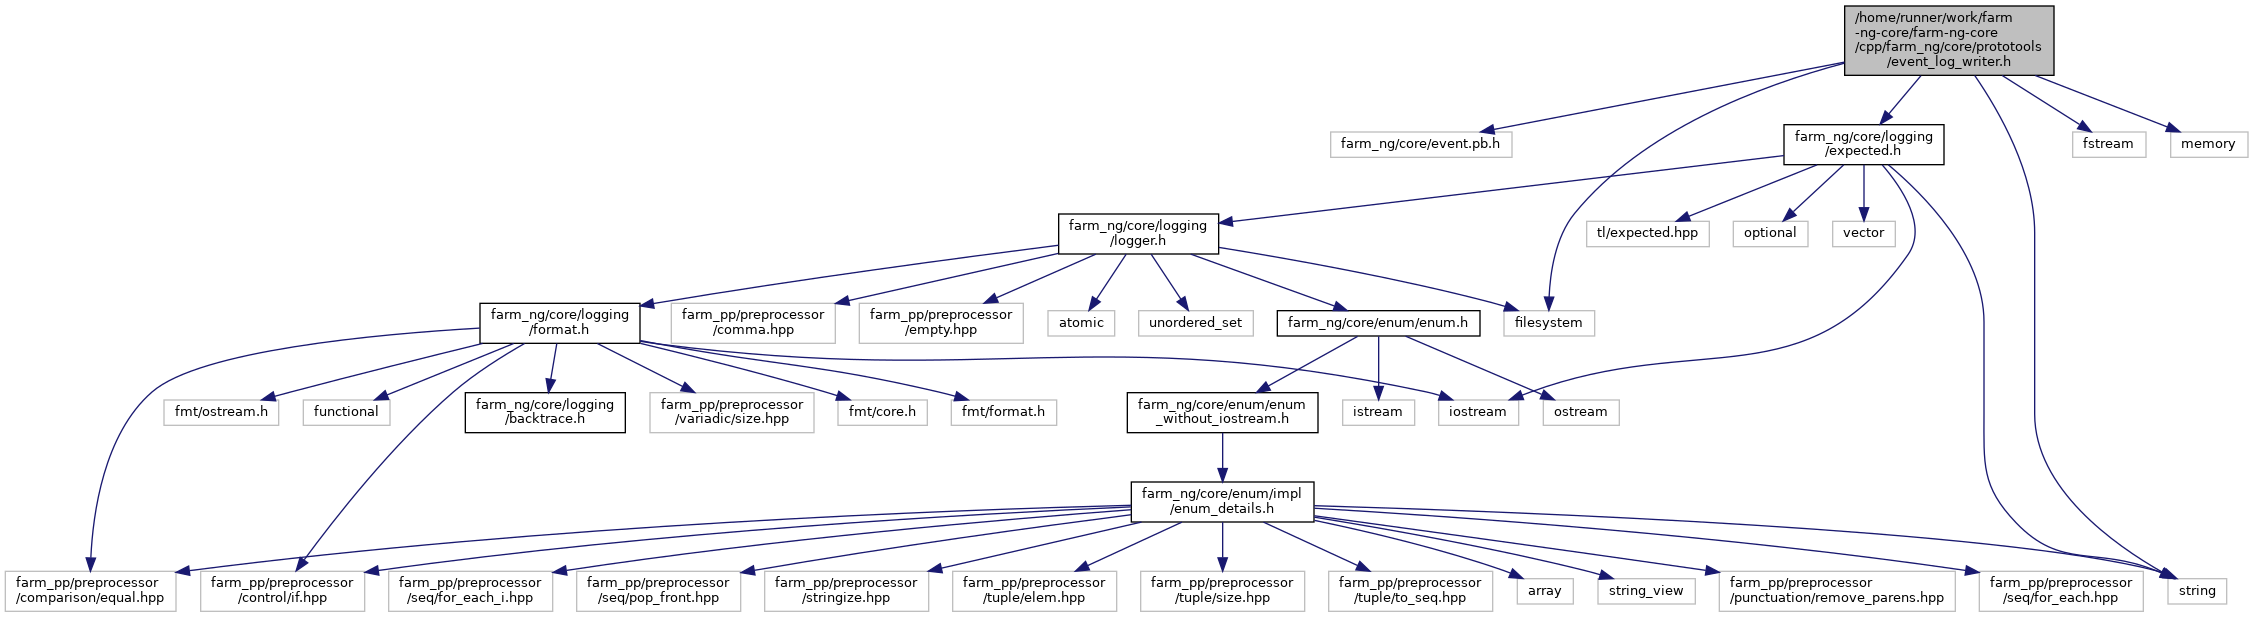 /home/runner/work/farm
-ng-core/farm-ng-core
/cpp/farm_ng/core/prototools
/event_log_writer.h
farm_ng/core/event.pb.h
farm_ng/core/logging
/expected.h
fstream
memory
farm_ng/core/logging
/logger.h
tl/expected.hpp
optional
vector
farm_ng/core/logging
/format.h
farm_pp/preprocessor
/comma.hpp
farm_pp/preprocessor
/empty.hpp
atomic
unordered_set
farm_ng/core/enum/enum.h
filesystem
fmt/ostream.h
functional
farm_ng/core/logging
/backtrace.h
farm_pp/preprocessor
/variadic/size.hpp
fmt/core.h
fmt/format.h
farm_ng/core/enum/enum
_without_iostream.h
istream
iostream
ostream
farm_ng/core/enum/impl
/enum_details.h
farm_pp/preprocessor
/comparison/equal.hpp
farm_pp/preprocessor
/control/if.hpp
farm_pp/preprocessor
/seq/for_each_i.hpp
farm_pp/preprocessor
/seq/pop_front.hpp
farm_pp/preprocessor
/stringize.hpp
farm_pp/preprocessor
/tuple/elem.hpp
farm_pp/preprocessor
/tuple/size.hpp
farm_pp/preprocessor
/tuple/to_seq.hpp
array
string_view
farm_pp/preprocessor
/punctuation/remove_parens.hpp
farm_pp/preprocessor
/seq/for_each.hpp
string